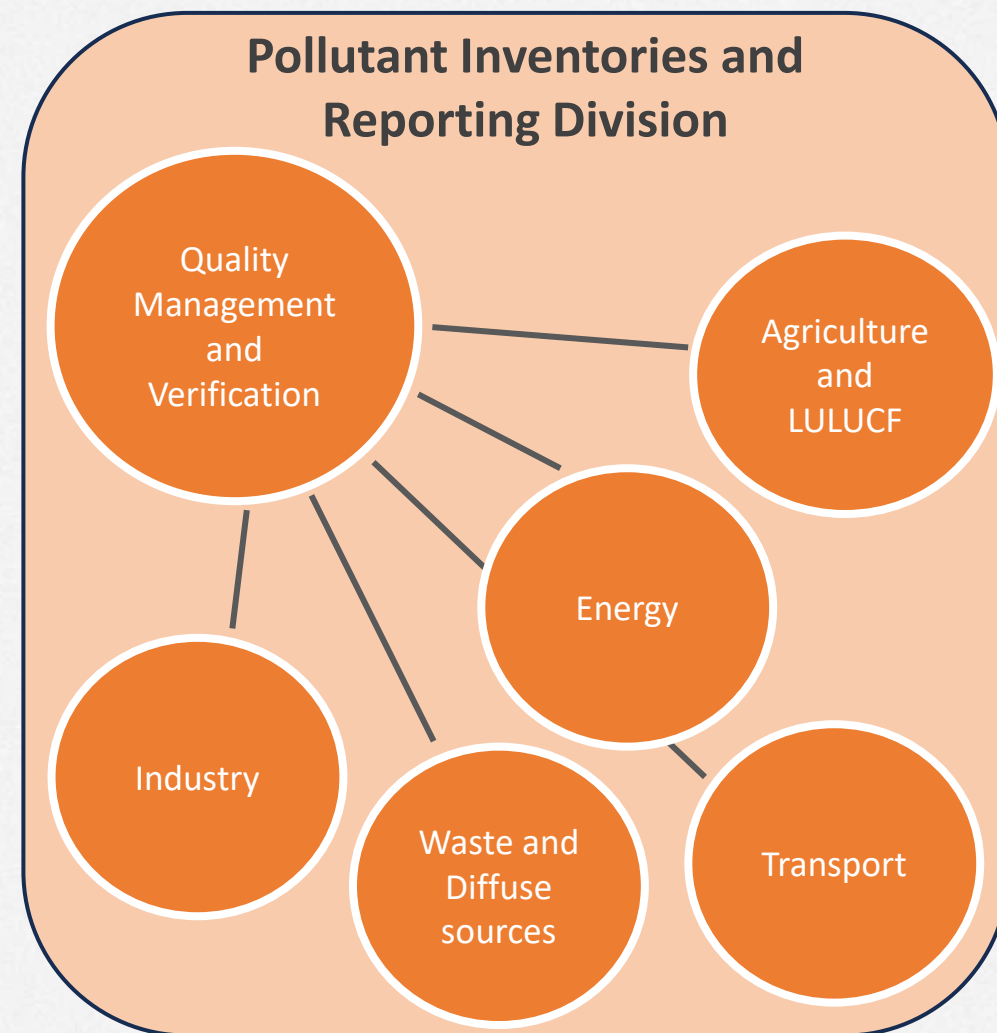 Pollutant Inventories and
Reporting Division
Quality
Management
and
Verification
Agriculture
and
LULUCF
Energy
Industry
Waste and
Diffuse
sources
Transport